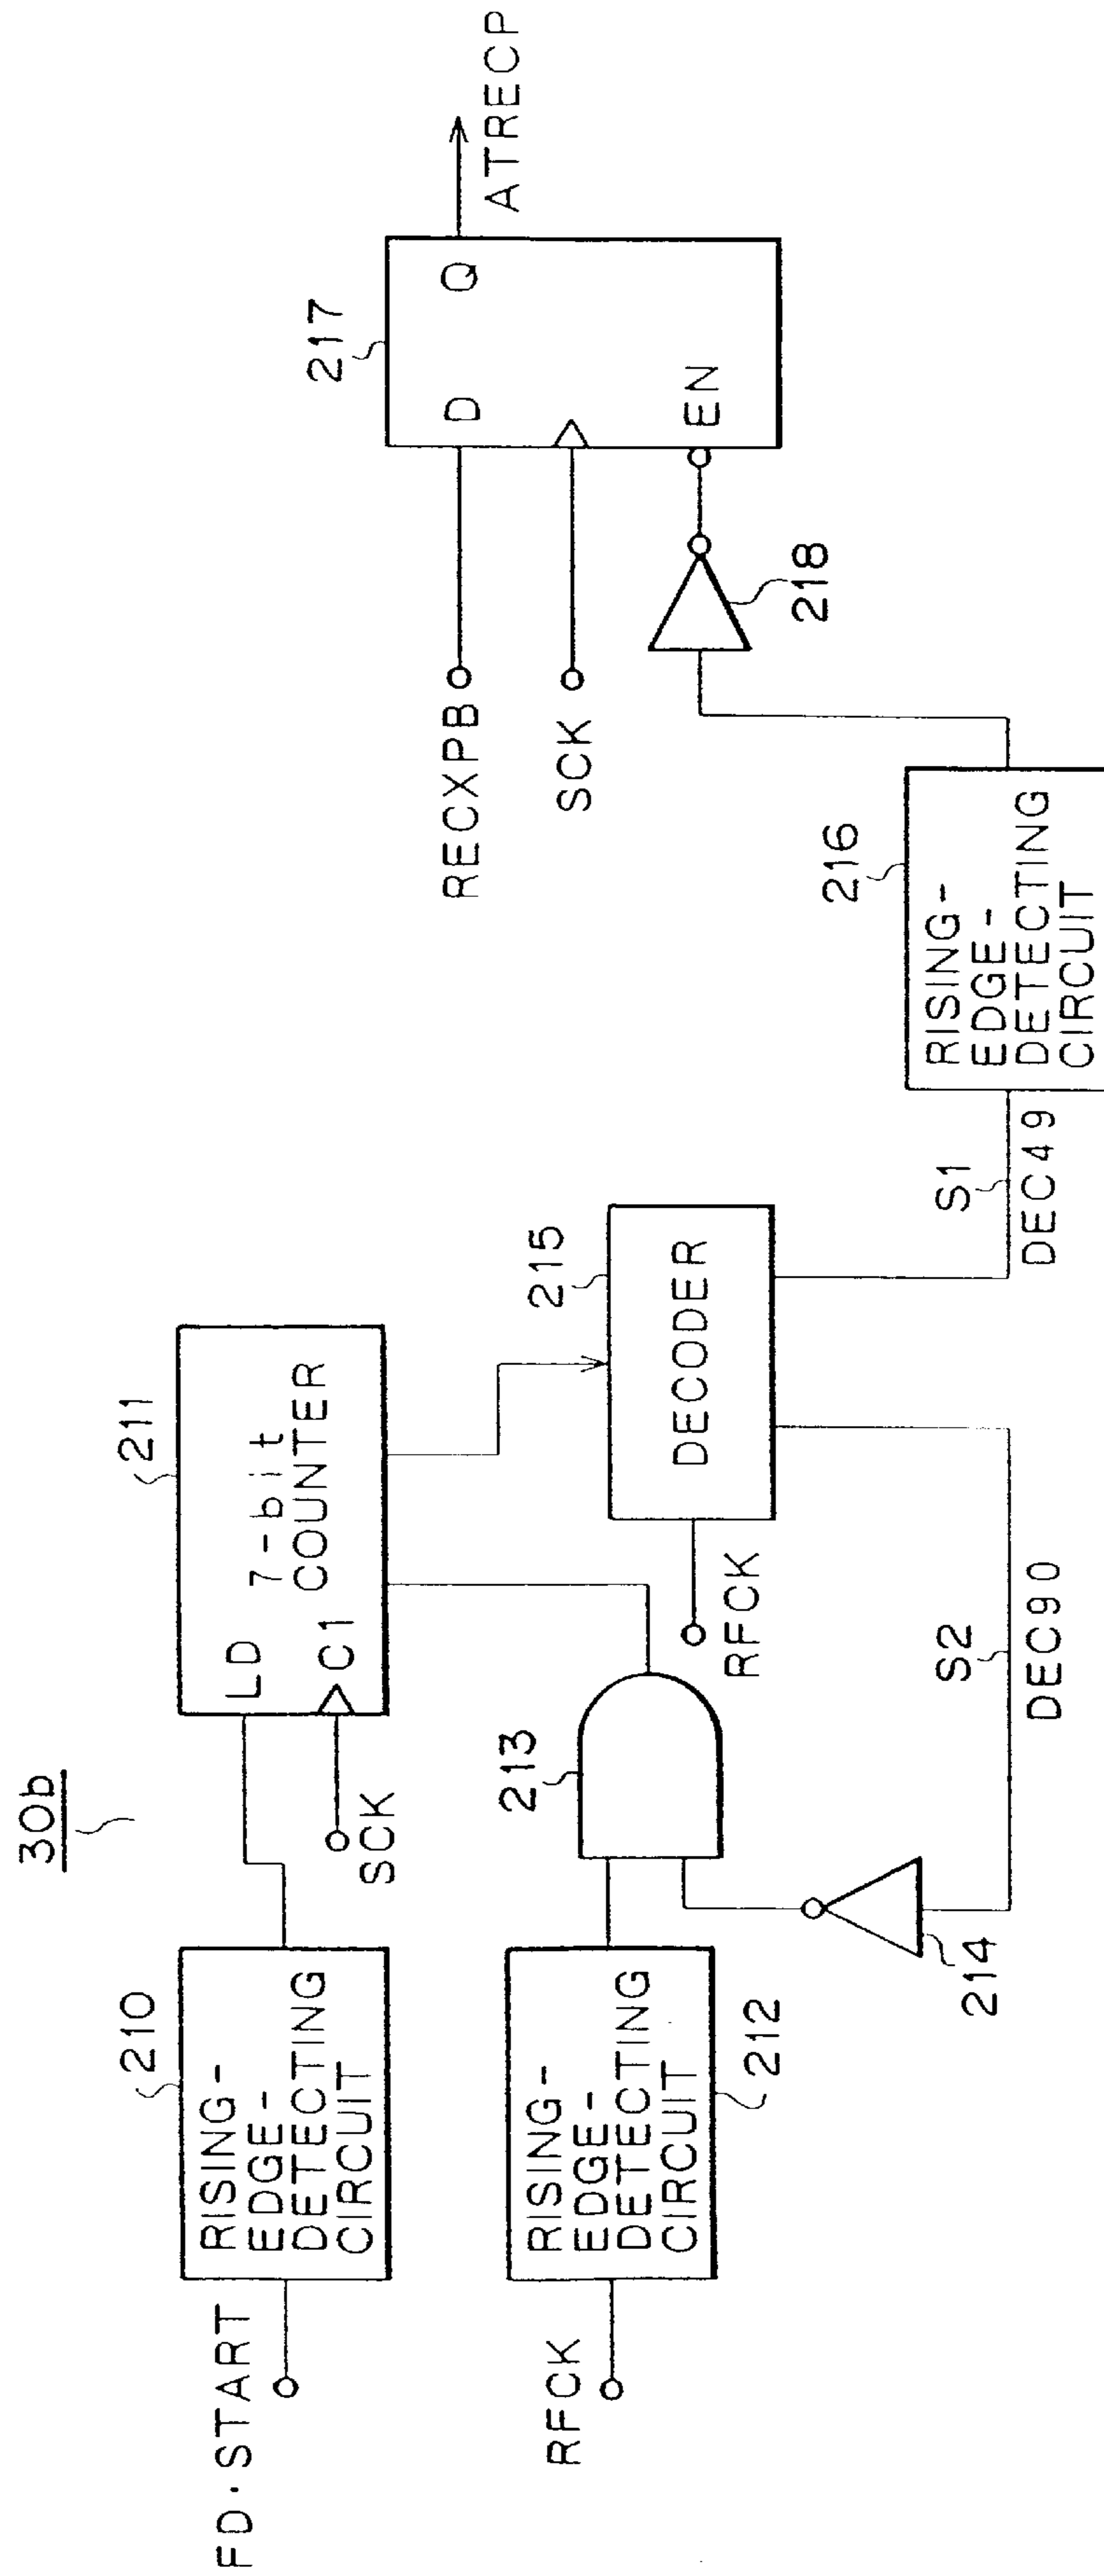 30b
FD·START
210
RISING-
EDGE-
DETECTING
CIRCUIT
LD
C1
SCK
7-bit
COUNTER
211
RFCK
212
RISING-
EDGE-
DETECTING
CIRCUIT
213
214
RFCK
215
DECODER
S2
DEC90
S1
DEC49
216
RISING-
EDGE-
DETECTING
CIRCUIT
218
RECXPB
SCK
217
D
Q
EN
ATRECP